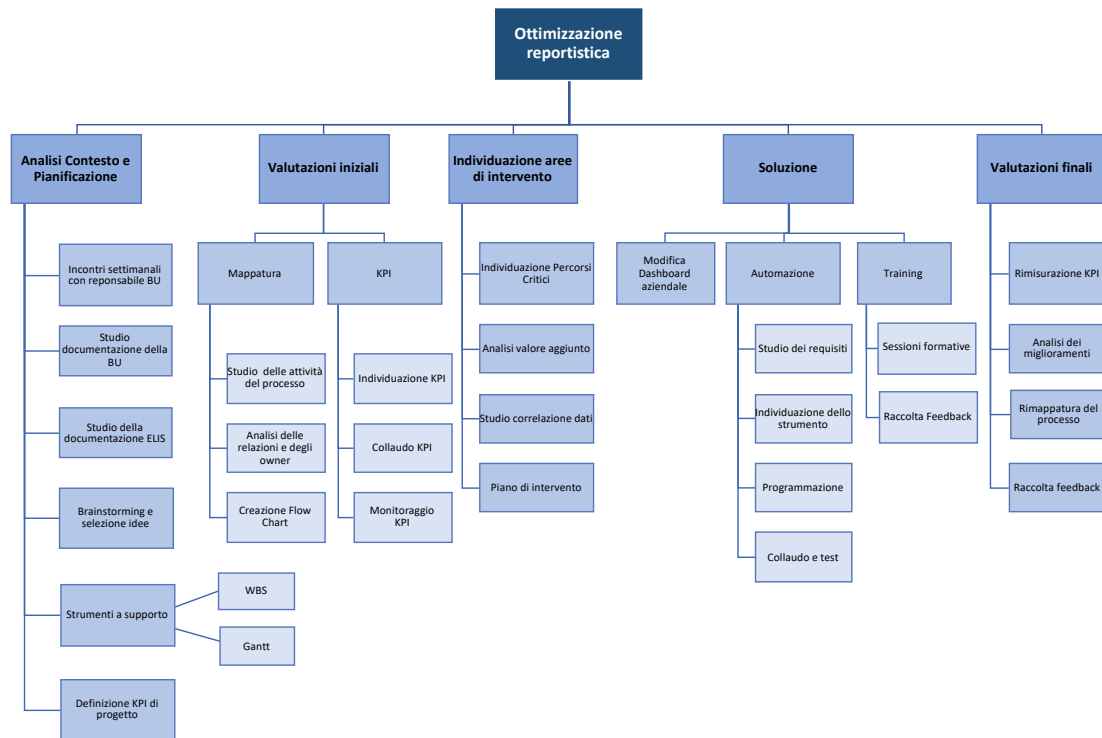 Ottimizzazione
reportistica
Analisi Contesto e
Pianificazione
Valutazioni iniziali
Individuazione aree
di intervento
Soluzione
Valutazioni finali
Incontri settimanali
con reponsabile BU
Studio
documentazione della
BU
Studio della
documentazione ELIS
Brainstorming e
selezione idee
Strumenti a supporto
WBS
Gantt
Definizione KPI di
progetto
Mappatura
Studio delle attività
del processo
Analisi delle
relazioni e degli
owner
Creazione Flow
Chart
KPI
Individuazione KPI
Collaudo KPI
Monitoraggio
KPI
Individuazione Percorsi
Critici
Analisi valore aggiunto
Studio correlazione dati
Piano di intervento
Modifica
Dashboard
aziendale
Automazione
Studio dei requisiti
Individuazione dello
strumento
Programmazione
Collaudo e test
Training
Sessioni formative
Raccolta Feedback
Rimisurazione KPI
Analisi dei
miglioramenti
Rimappatura del
processo
Raccolta feedback